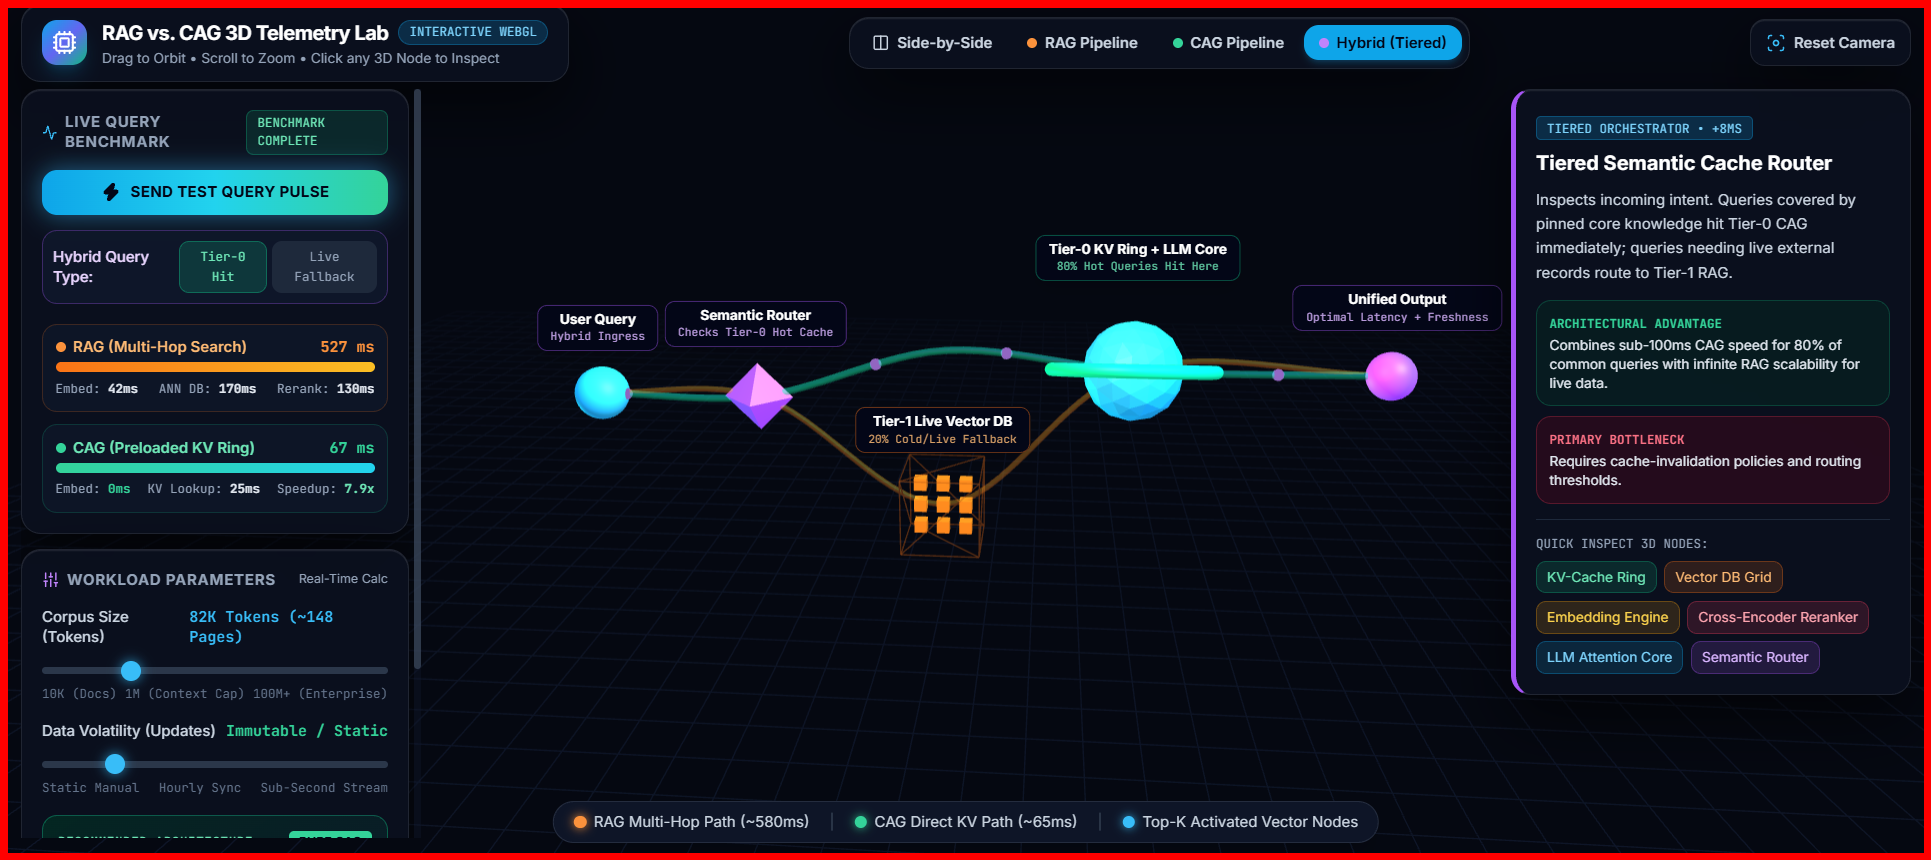 RAG vs. CAG 3D Telemetry Lab
INTERACTIVE WEBGL
Drag to Orbit • Scroll to Zoom • Click any 3D Node to Inspect
Side-by-Side
RAG Pipeline
CAG Pipeline
Hybrid (Tiered)
Reset Camera
LIVE QUERY
BENCHMARK
BENCHMARK
COMPLETE
SEND TEST QUERY PULSE
Hybrid Query
Type:
Tier-0
Hit
Live
Fallback
RAG (Multi-Hop Search) 527 ms
Embed: 42ms ANN DB: 170ms Rerank: 130ms
CAG (Preloaded KV Ring) 67 ms
Embed: 0ms KV Lookup: 25ms Speedup: 7.9x
WORKLOAD PARAMETERS Real-Time Calc
Corpus Size
(Tokens)
82K Tokens (~148
Pages)
10K (Docs) 1M (Context Cap) 100M+ (Enterprise)
Data Volatility (Updates) Immutable / Static
Static Manual Hourly Sync Sub-Second Stream
User Query
Hybrid Ingress
Semantic Router
Checks Tier-0 Hot Cache
Tier-0 KV Ring + LLM Core
80% Hot Queries Hit Here
Unified Output
Optimal Latency + Freshness
Tier-1 Live Vector DB
20% Cold/Live Fallback
RAG Multi-Hop Path (~580ms)
CAG Direct KV Path (~65ms)
Top-K Activated Vector Nodes
TIERED ORCHESTRATOR • +8MS
Tiered Semantic Cache Router
Inspects incoming intent. Queries covered by
pinned core knowledge hit Tier-0 CAG
immediately; queries needing live external
records route to Tier-1 RAG.
ARCHITECTURAL ADVANTAGE
Combines sub-100ms CAG speed for 80% of
common queries with infinite RAG scalability for
live data.
PRIMARY BOTTLENECK
Requires cache-invalidation policies and routing
thresholds.
QUICK INSPECT 3D NODES:
KV-Cache Ring
Vector DB Grid
Embedding Engine
Cross-Encoder Reranker
LLM Attention Core
Semantic Router